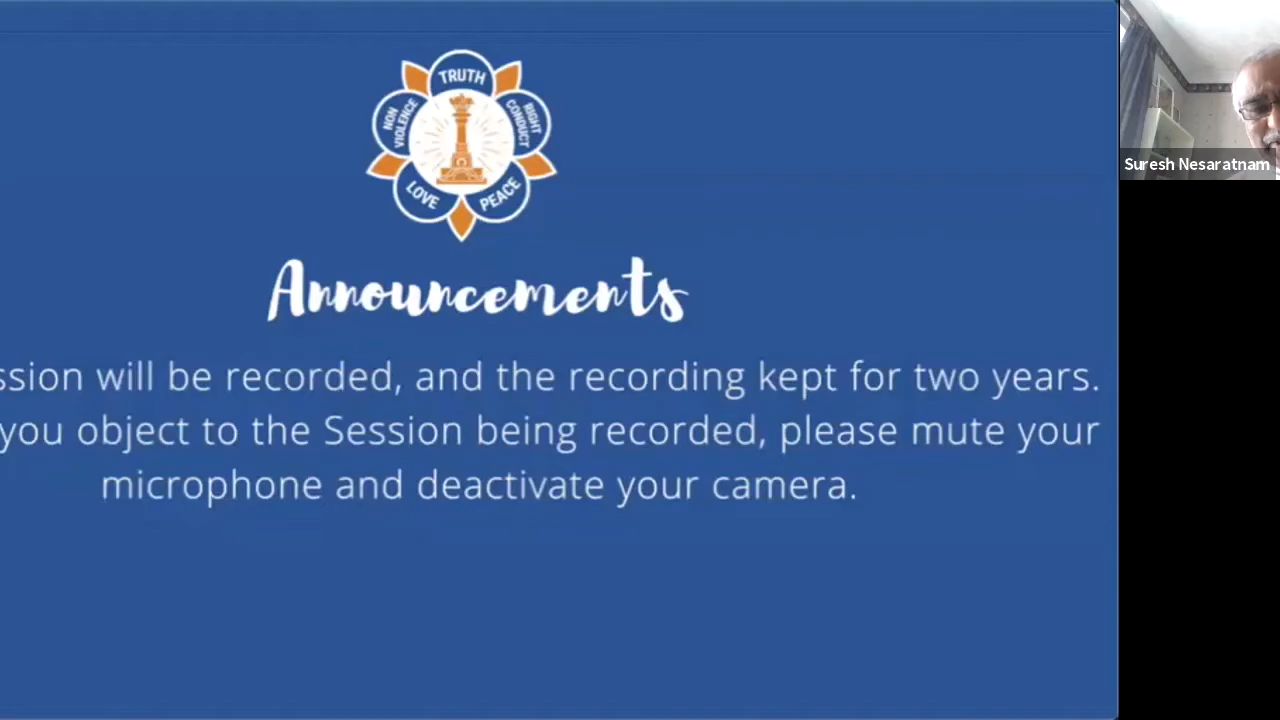 TRUTH
NON
VIOLENCE
RIGHT
CONDUCT
LOVE
PEACE
Suresh Nesaratnam
Announcements
ssion will be recorded, and the recording kept for two years.
you object to the Session being recorded, please mute your
microphone and deactivate your camera.